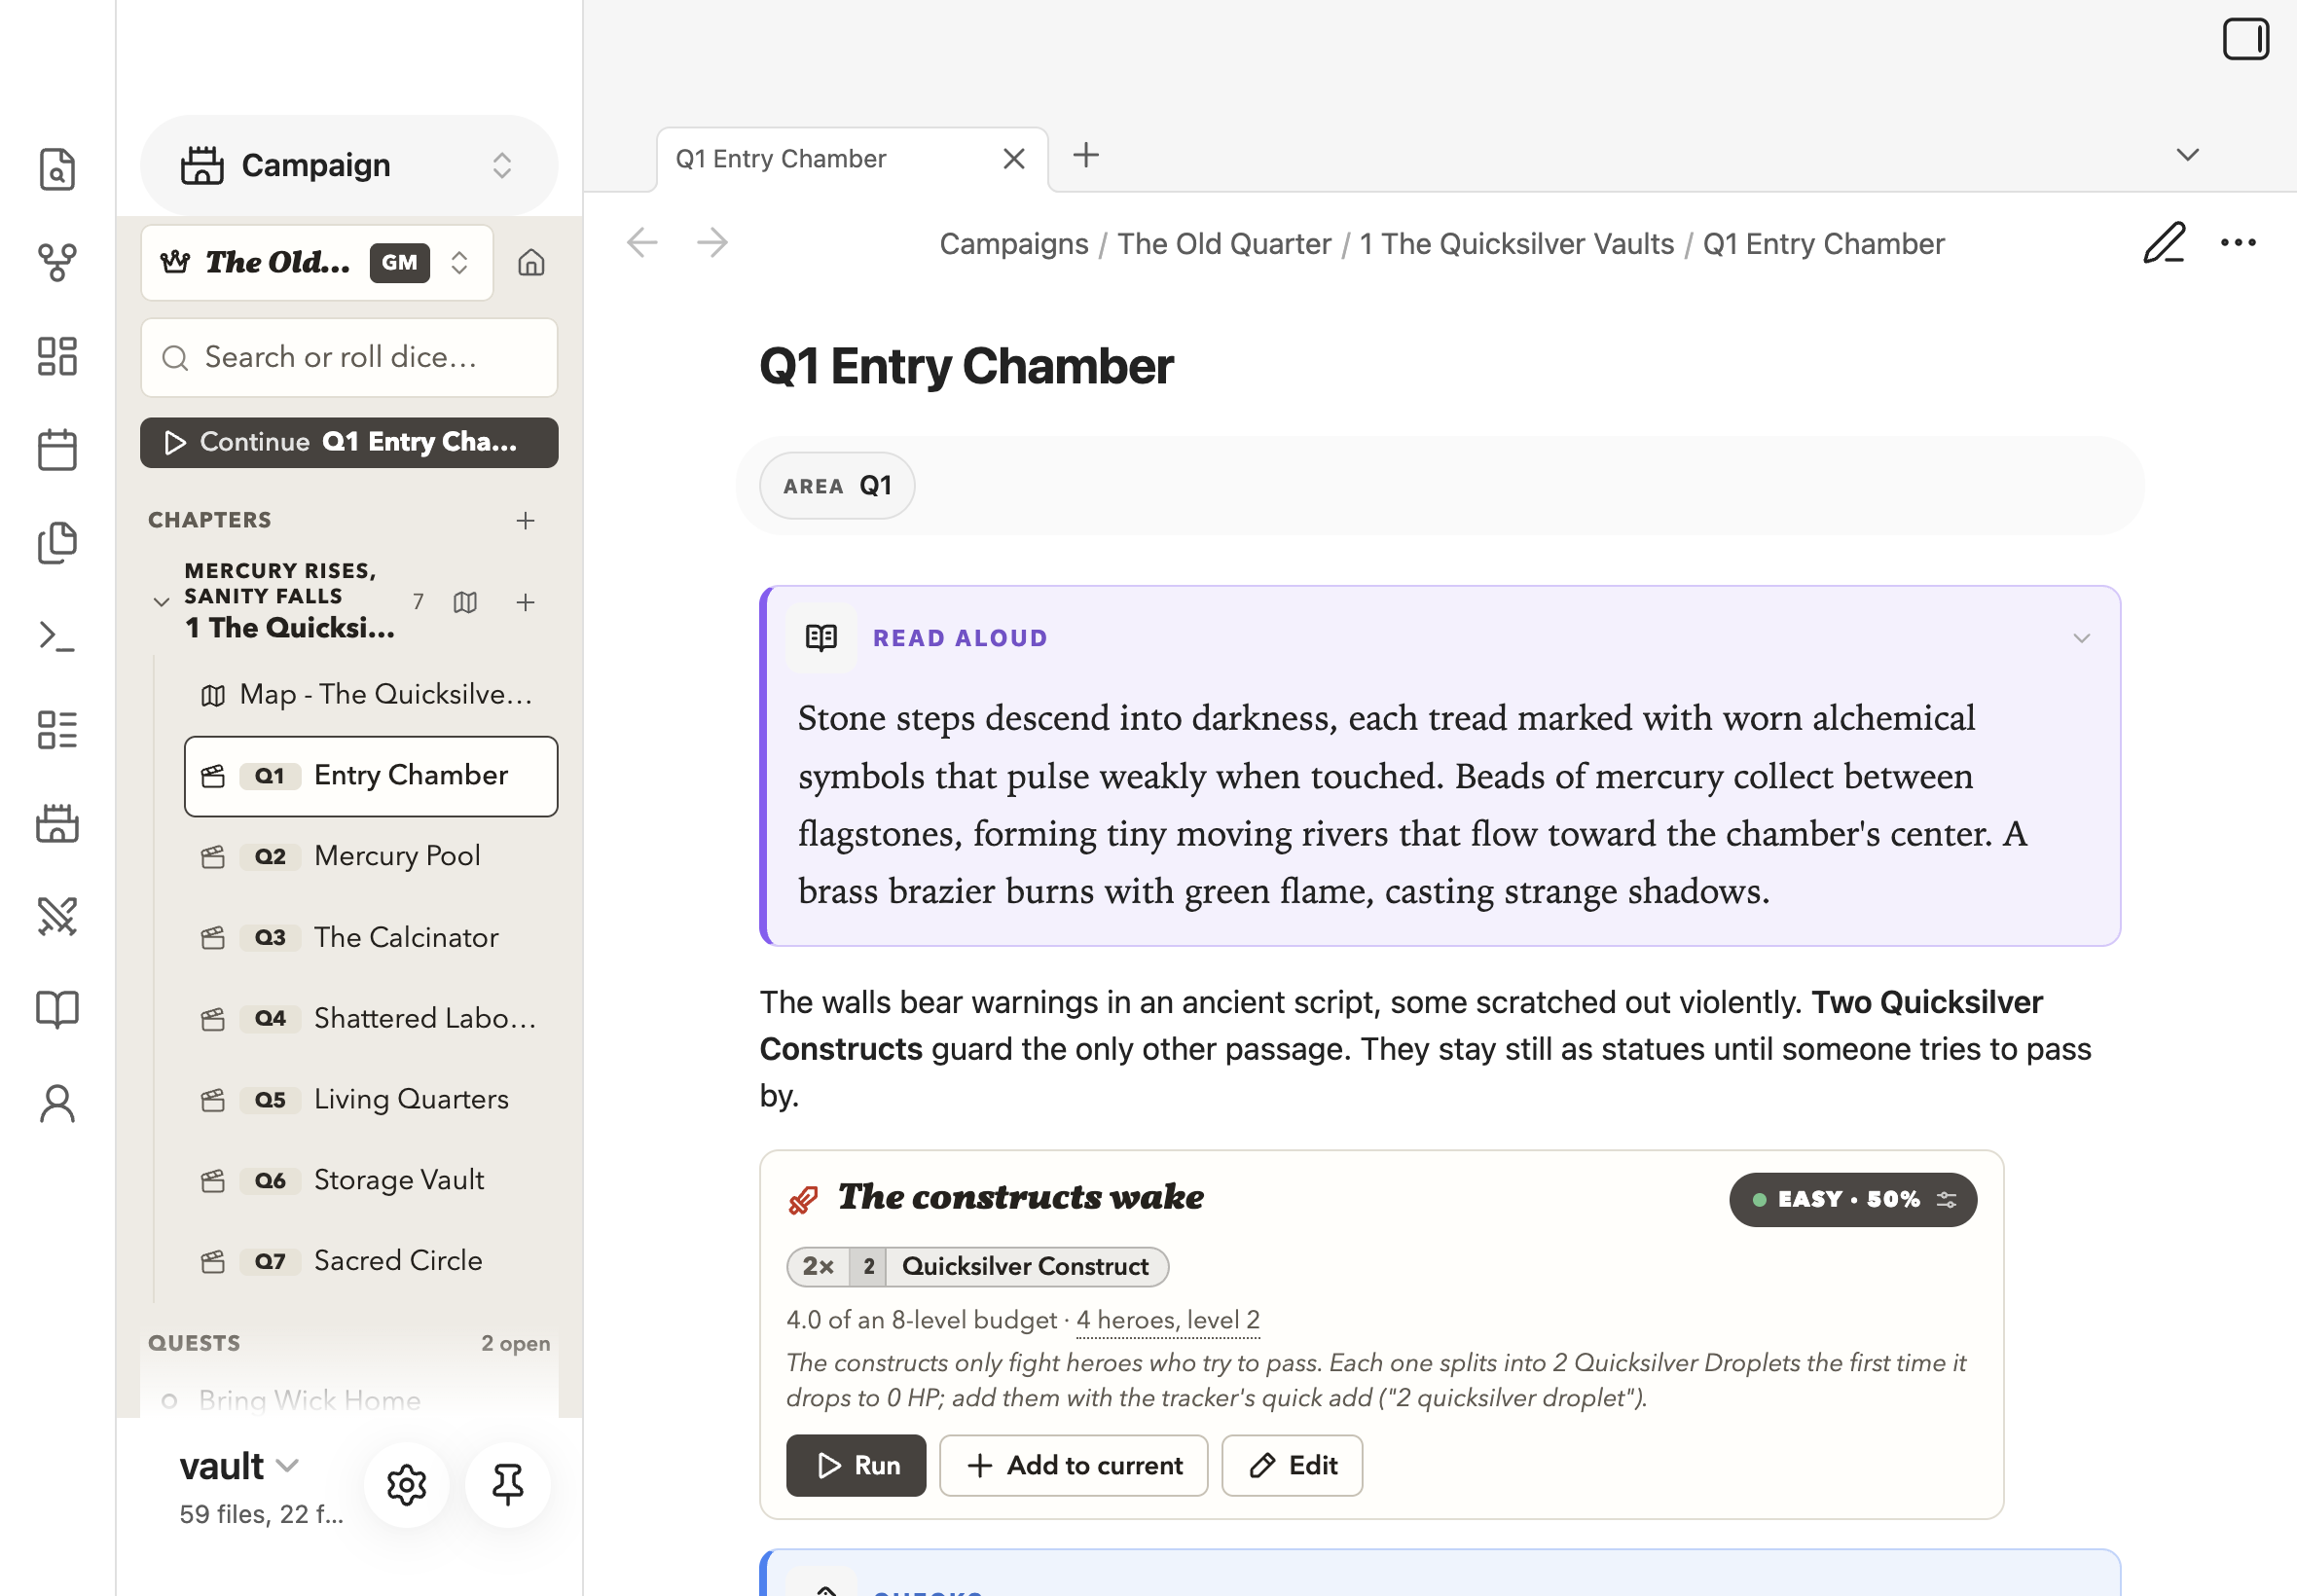 Campaign
The Old... GM
Search or roll dice...
Continue Q1 Entry Cha...
CHAPTERS
MERCURY RISES,
SANITY FALLS
1 The Quicksi... 7
Map - The Quicksilve...
Q1 Entry Chamber
Q2 Mercury Pool
Q3 The Calcinator
Q4 Shattered Labo...
Q5 Living Quarters
Q6 Storage Vault
Q7 Sacred Circle
QUESTS 2 open
Bring Wick Home
vault
59 files, 22 f...
Q1 Entry Chamber
Campaigns / The Old Quarter / 1 The Quicksilver Vaults / Q1 Entry Chamber
Q1 Entry Chamber
AREA Q1
READ ALOUD
Stone steps descend into darkness, each tread marked with worn alchemical
symbols that pulse weakly when touched. Beads of mercury collect between
flagstones, forming tiny moving rivers that flow toward the chamber's center. A
brass brazier burns with green flame, casting strange shadows.
The walls bear warnings in an ancient script, some scratched out violently. Two Quicksilver
Constructs guard the only other passage. They stay still as statues until someone tries to pass
by.
The constructs wake
EASY · 50%
2× 2 Quicksilver Construct
4.0 of an 8-level budget · 4 heroes, level 2
The constructs only fight heroes who try to pass. Each one splits into 2 Quicksilver Droplets the first time it
drops to 0 HP; add them with the tracker's quick add ("2 quicksilver droplet").
Run
Add to current
Edit
CHECKS